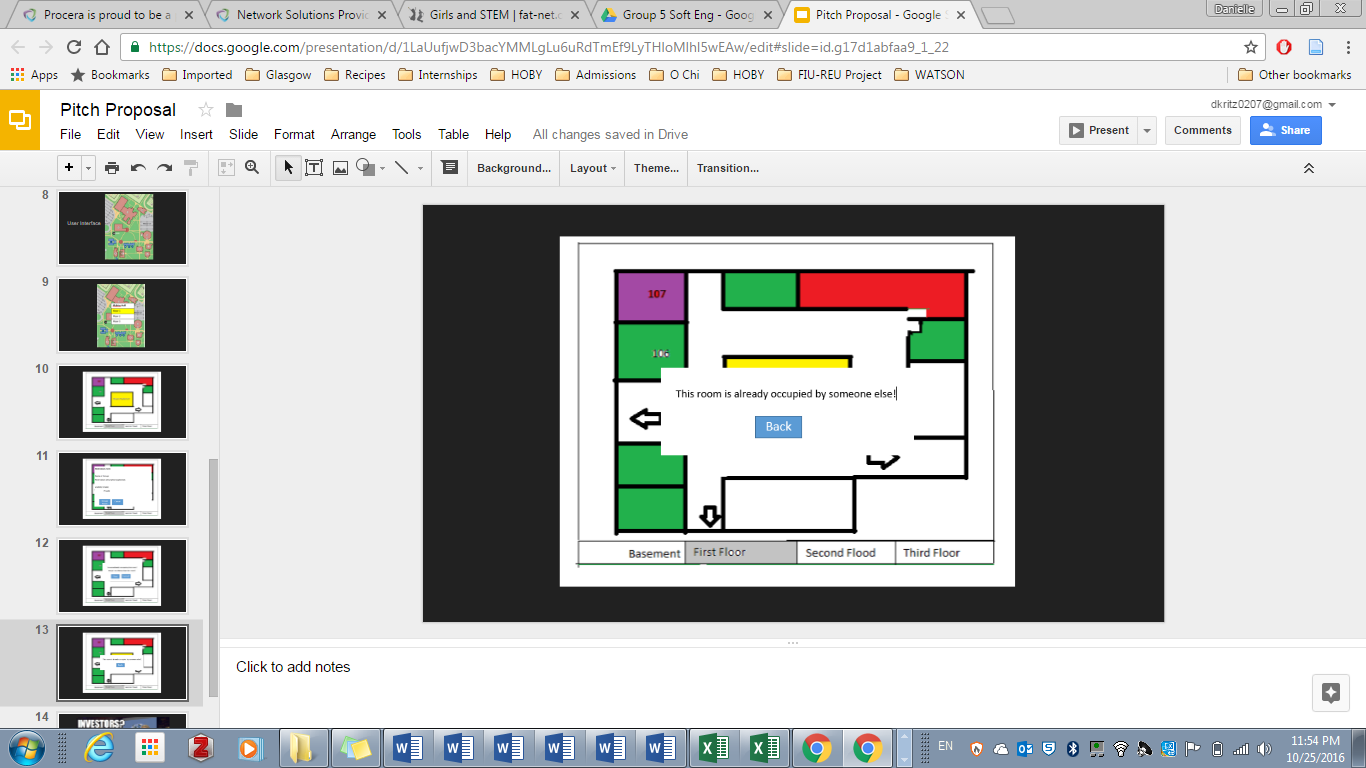 Procera is proud to be a
Network Solutions Provid
Girls and STEM | fat-net.c
Group 5 Soft Eng - Goog
Pitch Proposal - Google S
Danielle
https://docs.google.com/presentation/d/1LaUufjwD3bacYMMLgLu6uRdTmEf9LyTHIoMIhI5wEAw/edit#slide=id.g17d1abfaa9_1_22
Apps Bookmarks Imported Glasgow Recipes Internships HOBY Admissions O Chi HOBY FIU-REU Project WATSON Other bookmarks
Pitch Proposal
dkritz0207@gmail.com
File Edit View Insert Slide Format Arrange Tools Table Help All changes saved in Drive
Present Comments Share
Background... Layout Theme... Transition...
8
User Interface
9
10
11
12
13
14
INVESTORS?
107
106
This room is already occupied by someone else!
Back
Basement First Floor Second Flood Third Floor
Click to add notes
EN
11:54 PM
10/25/2016